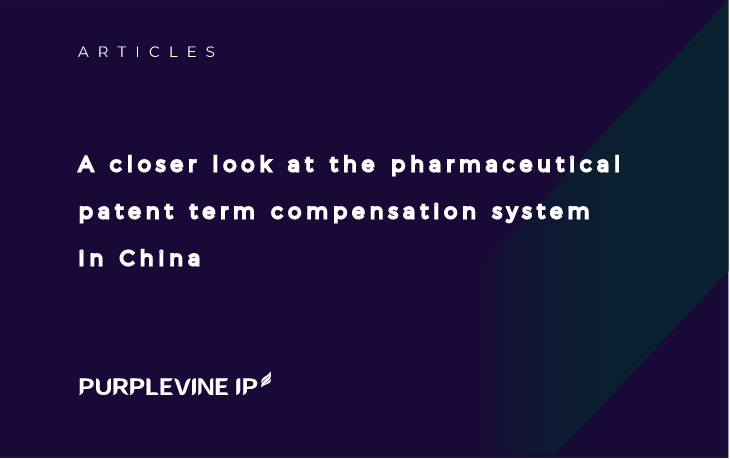 ARTICLES
A closer look at the pharmaceutical
patent term compensation system
in China
PURPLEVINE IP